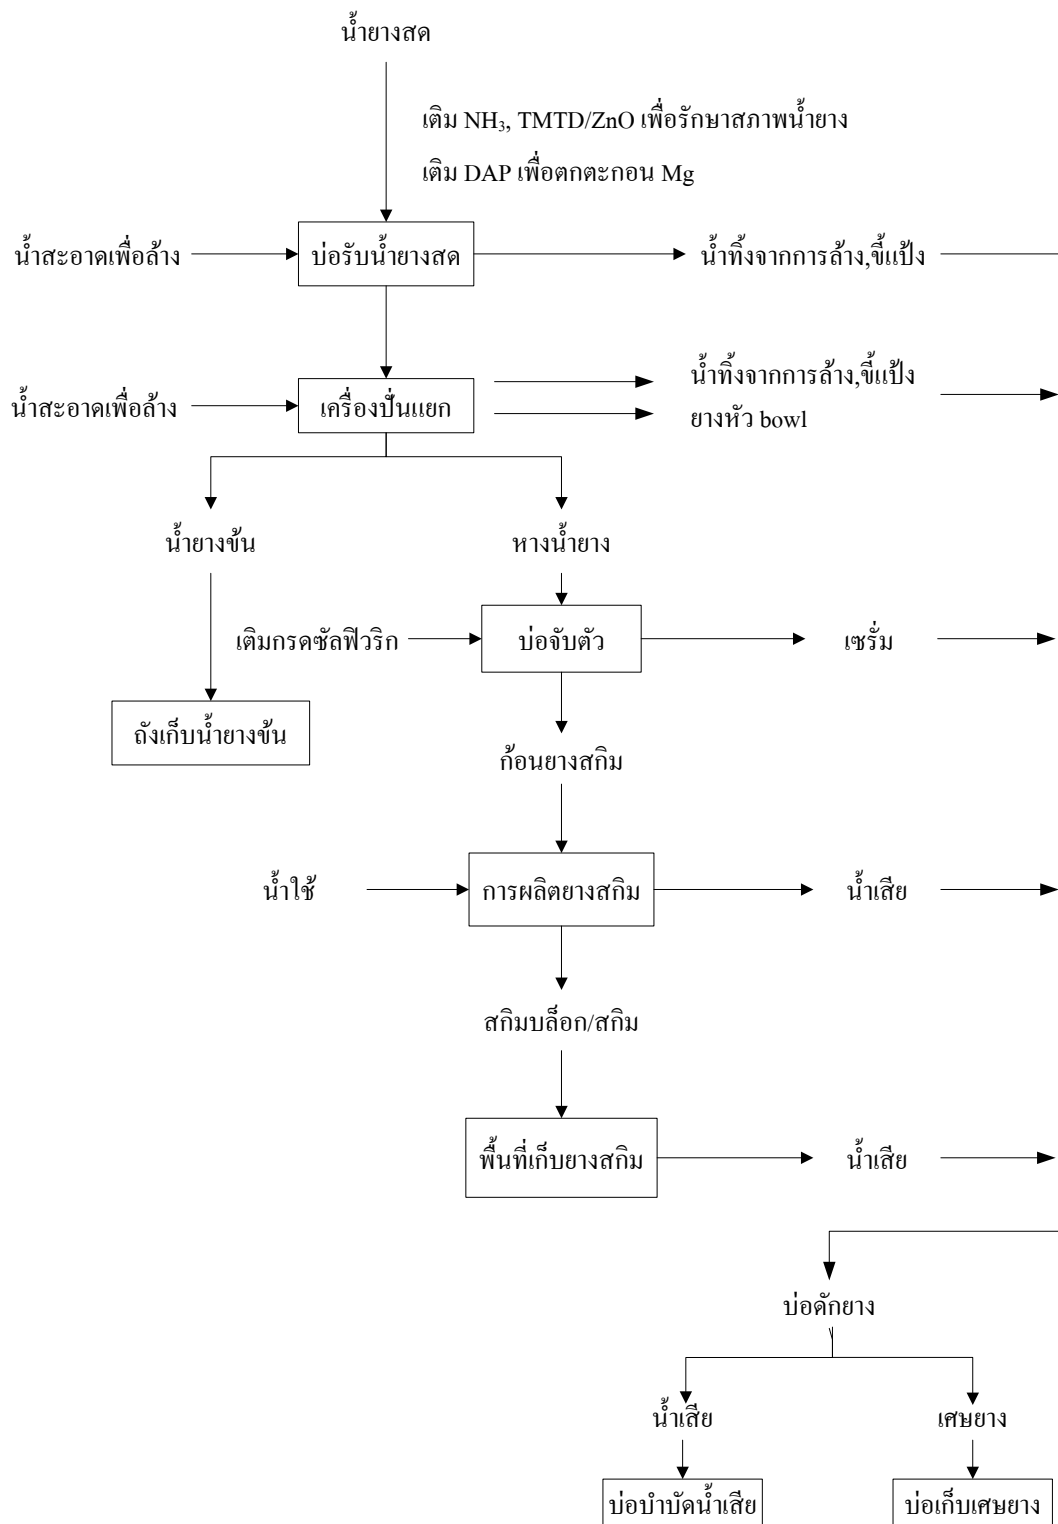 น้ำยางสด
เติม NH₃, TMTD/ZnO เพื่อรักษาสภาพน้ำยาง
เติม DAP เพื่อตกตะกอน Mg
น้ำสะอาดเพื่อล้าง
บ่อรับน้ำยางสด
น้ำทิ้งจากการล้าง,ขี้แป้ง
น้ำสะอาดเพื่อล้าง
เครื่องปั่นแยก
น้ำทิ้งจากการล้าง,ขี้แป้ง
ยางหัว bowl
น้ำยางข้น
หางน้ำยาง
เติมกรดซัลฟิวริก
บ่อจับตัว
เซรั่ม
ถังเก็บน้ำยางข้น
ก้อนยางสกิม
น้ำใช้
การผลิตยางสกิม
น้ำเสีย
สกิมบล็อก/สกิม
พื้นที่เก็บยางสกิม
น้ำเสีย
บ่อดักยาง
น้ำเสีย
เศษยาง
บ่อบำบัดน้ำเสีย
บ่อเก็บเศษยาง